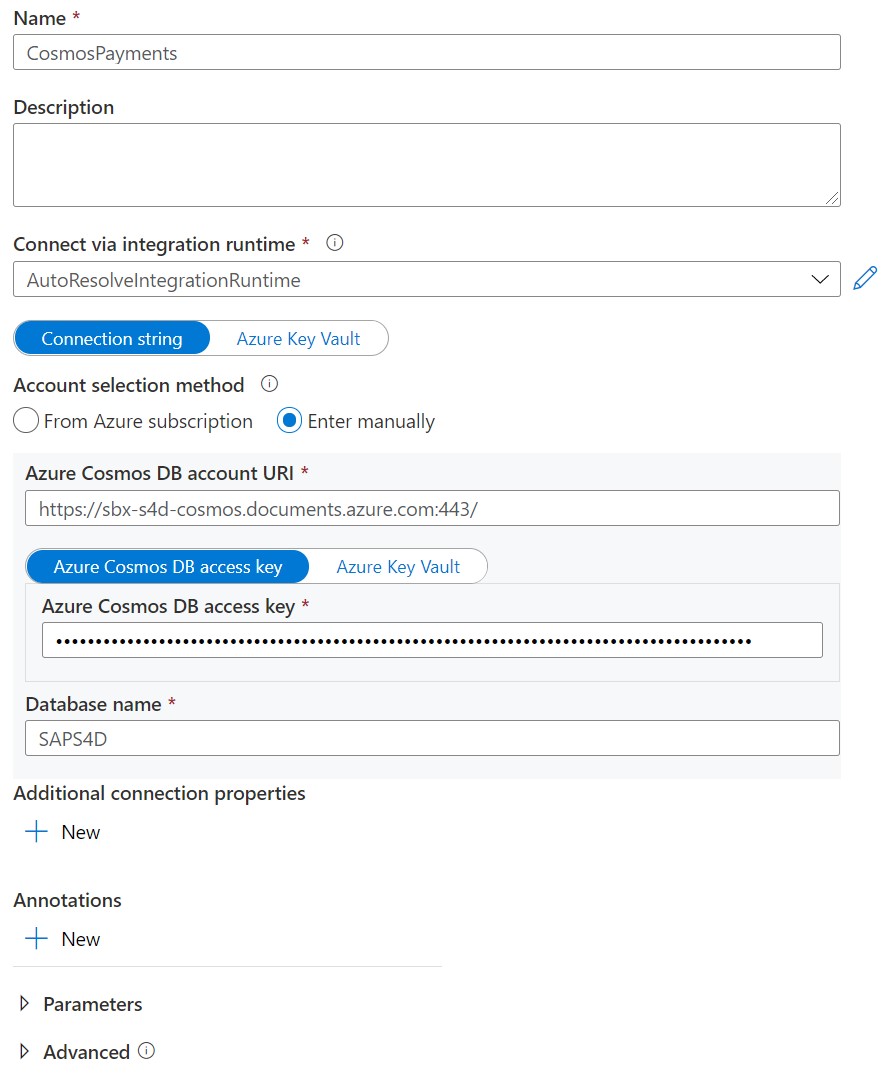 Name *
CosmosPayments
Description
Connect via integration runtime *
AutoResolveIntegrationRuntime
Connection string Azure Key Vault
Account selection method
From Azure subscription Enter manually
Azure Cosmos DB account URI *
https://sbx-s4d-cosmos.documents.azure.com:443/
Azure Cosmos DB access key Azure Key Vault
Azure Cosmos DB access key *
Database name *
SAPS4D
Additional connection properties
New
Annotations
New
Parameters
Advanced